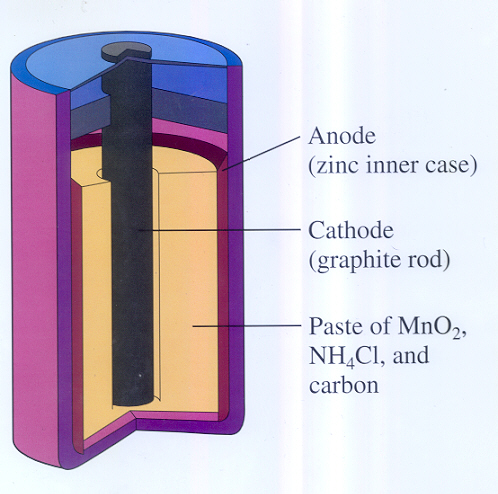 Anode
(zinc inner case)
Cathode
(graphite rod)
Paste of MnO₂,
NH₄Cl, and
carbon